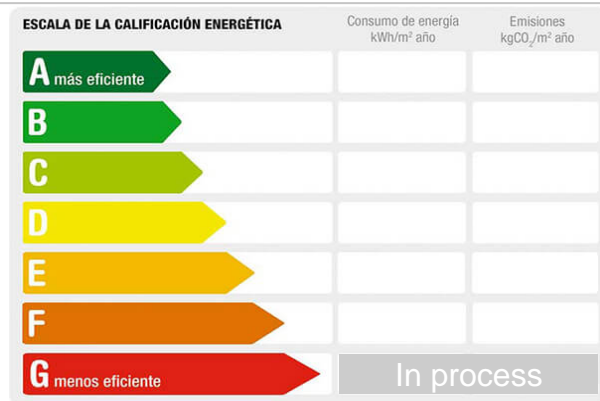 ESCALA DE LA CALIFICACIÓN ENERGÉTICA
Consumo de energía
kWh/m² año
Emisiones
kgCO₂/m² año
A más eficiente
B
C
D
E
F
G menos eficiente
In process